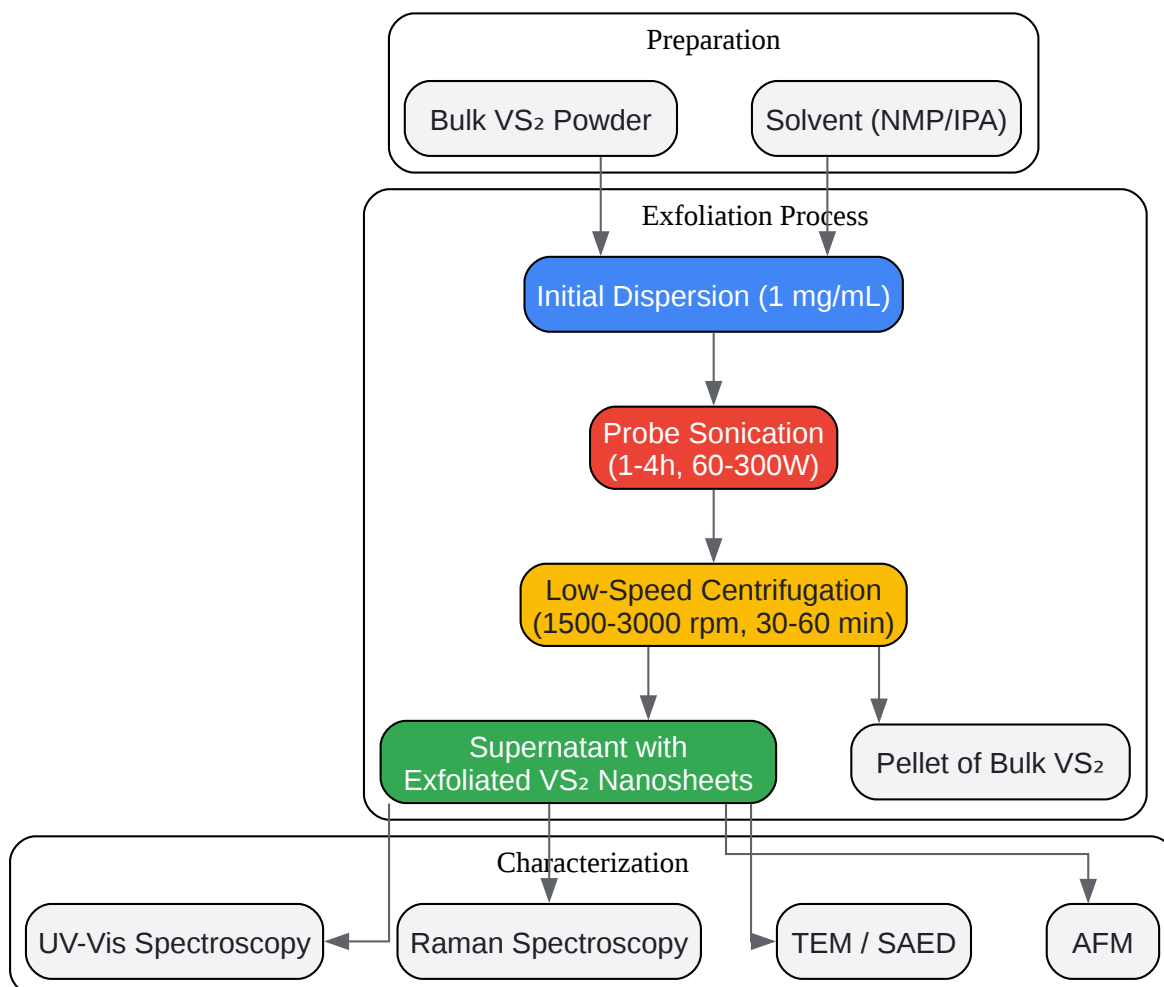 Preparation
Bulk VS₂ Powder
Solvent (NMP/IPA)
Exfoliation Process
Initial Dispersion (1 mg/mL)
Probe Sonication
(1-4h, 60-300W)
Low-Speed Centrifugation
(1500-3000 rpm, 30-60 min)
Supernatant with
Exfoliated VS₂ Nanosheets
Pellet of Bulk VS₂
Characterization
UV-Vis Spectroscopy
Raman Spectroscopy
TEM / SAED
AFM